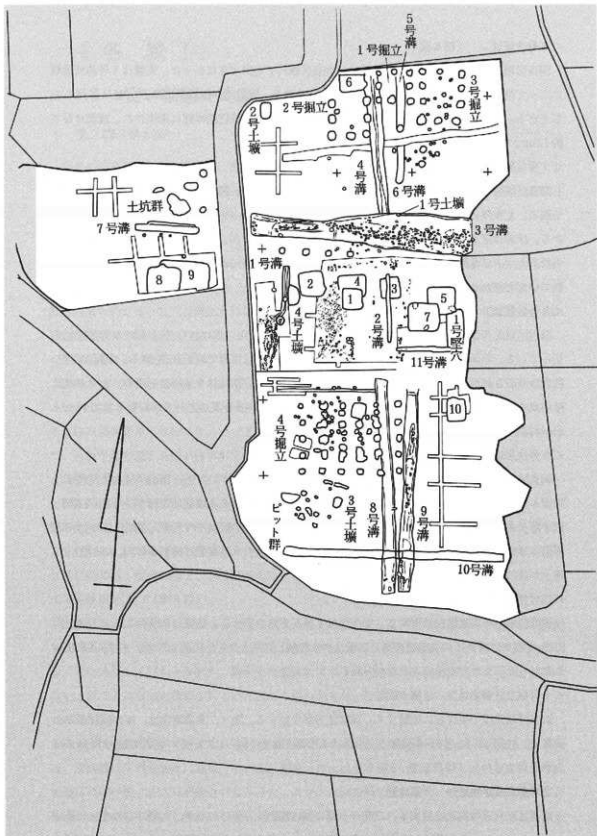 5号溝
1号掘立
6
3号掘立
2号掘立
2号土壙
4号溝
6号溝
1号土壙
3号溝
土坑群
7号溝
8
9
1号溝
2
4
1
3
5
7
4号土壙
2号溝
1号竪穴
11号溝
10
4号掘立
3号土壙
8号溝
9号溝
ピット群
10号溝